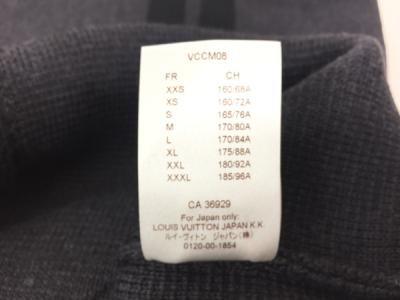 VCCM08
FR CH
XXS 160/68A
XS 160/72A
S 165/76A
M 170/80A
L 170/84A
XL 175/88A
XXL 180/92A
XXXL 185/96A
CA 36929
For Japan only:
LOUIS VUITTON JAPAN K.K
ルイ・ヴィトン ジャパン(株)
0120-00-1854